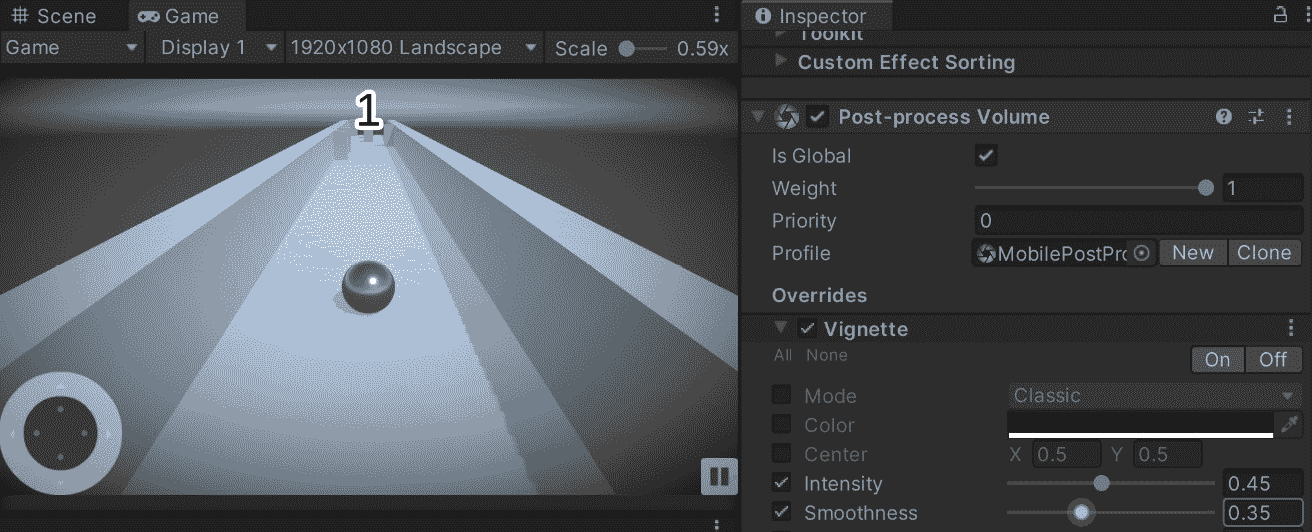 Scene Game
Game Display 1 1920x1080 Landscape Scale 0.59x
1
Inspector
Toolkit
Custom Effect Sorting
Post-process Volume
Is Global
Weight 1
Priority 0
Profile MobilePostPro New Clone
Overrides
Vignette
All None On Off
Mode Classic
Color
Center X 0.5 Y 0.5
Intensity 0.45
Smoothness 0.35